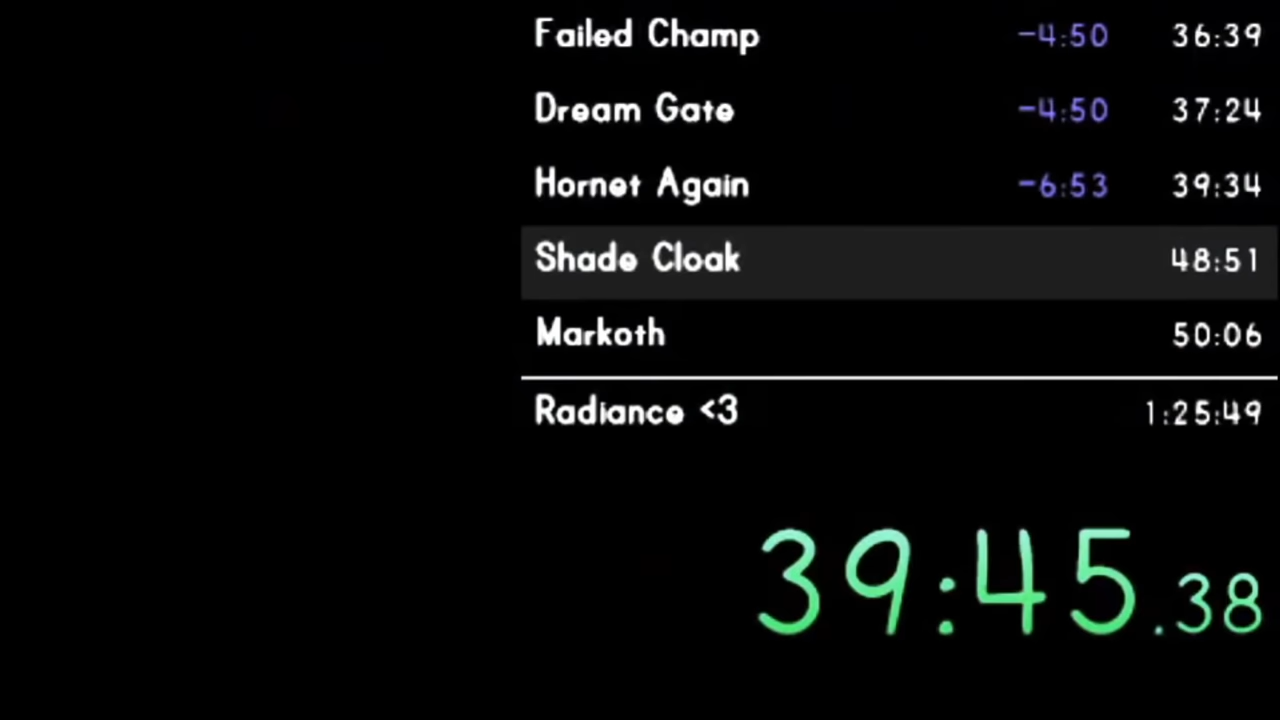 Failed Champ -4:50 36:39
Dream Gate -4:50 37:24
Hornet Again -6:53 39:34
Shade Cloak 48:51
Markoth 50:06
Radiance <3 1:25:49
39:45.38